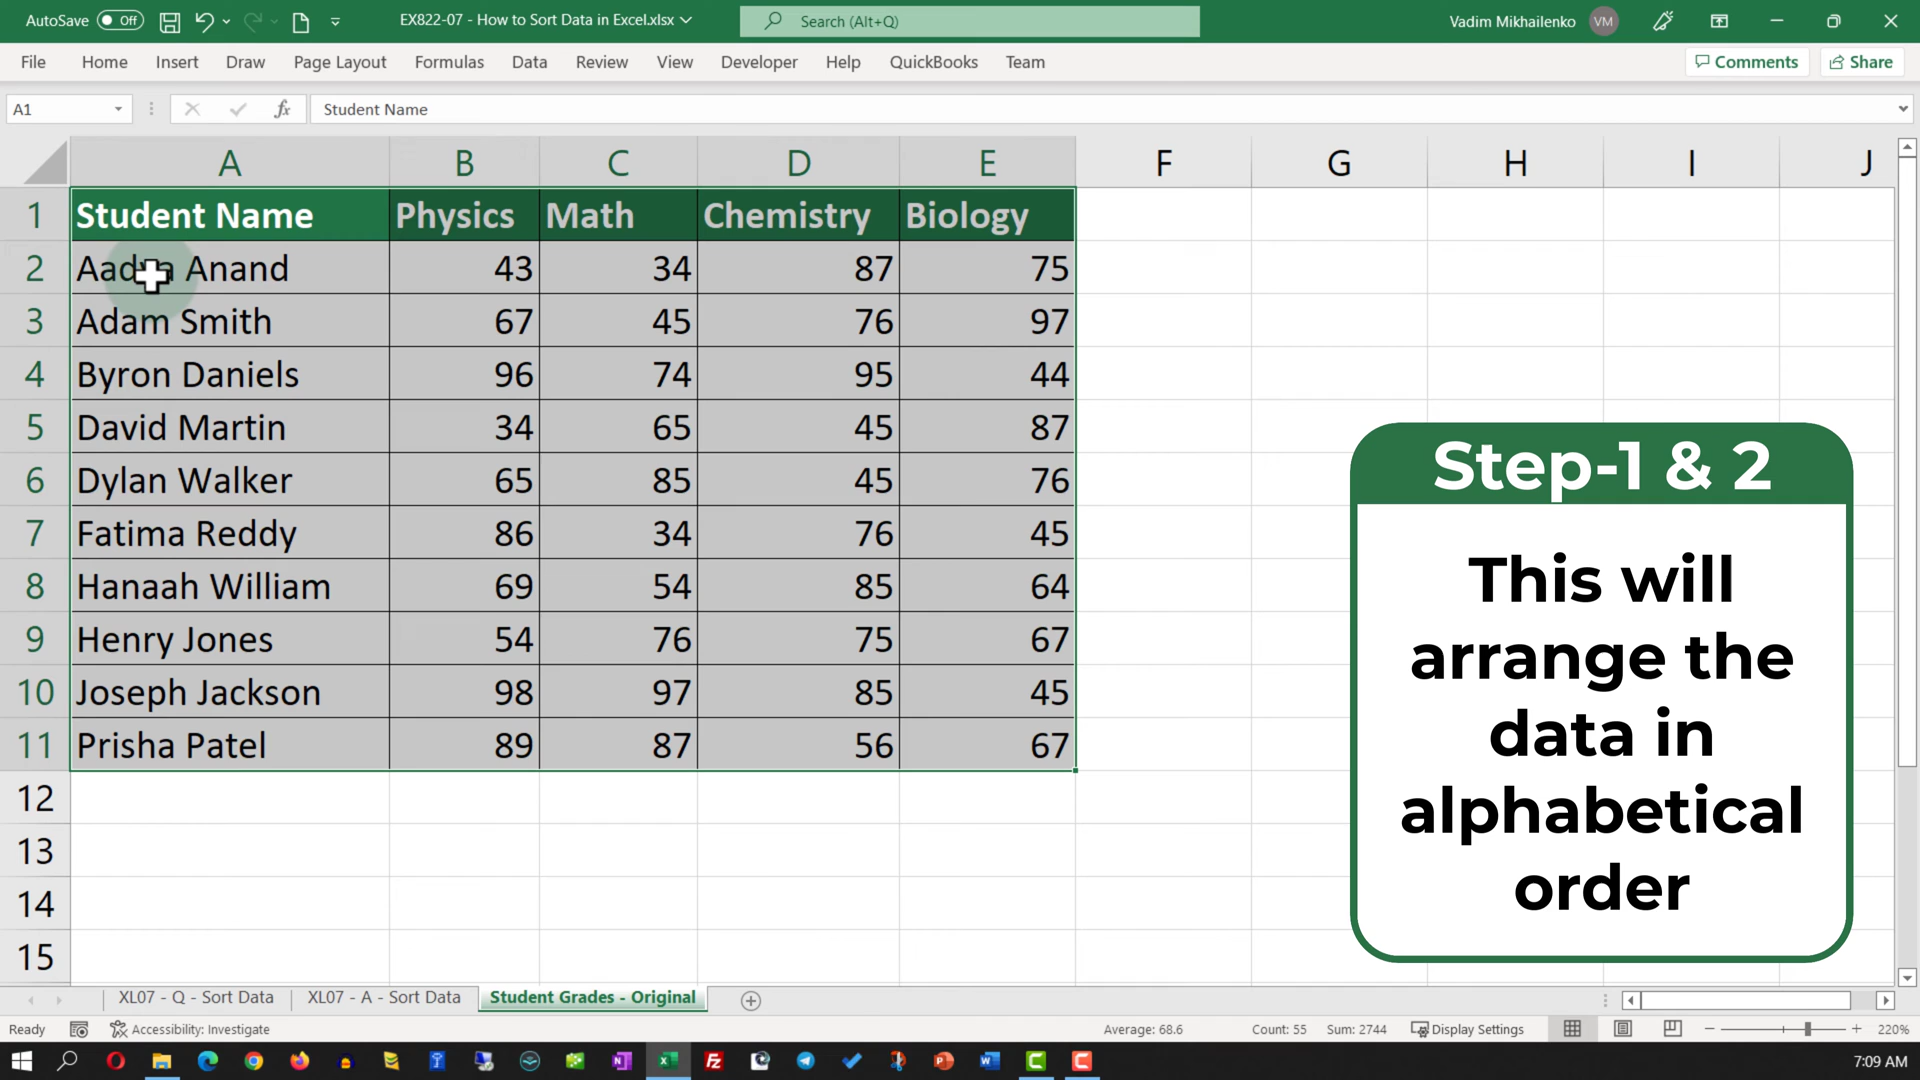 AutoSave Off EX822-07 - How to Sort Data in Excel.xlsx Search (Alt+Q) Vadim Mikhailenko VM
File Home Insert Draw Page Layout Formulas Data Review View Developer Help QuickBooks Team Comments Share
A1 fx Student Name
A B C D E F G H I J
1 Student Name Physics Math Chemistry Biology
2 Aadya Anand 43 34 87 75
3 Adam Smith 67 45 76 97
4 Byron Daniels 96 74 95 44
5 David Martin 34 65 45 87
6 Dylan Walker 65 85 45 76
7 Fatima Reddy 86 34 76 45
8 Hanaah William 69 54 85 64
9 Henry Jones 54 76 75 67
10 Joseph Jackson 98 97 85 45
11 Prisha Patel 89 87 56 67
12
13
14
15
Step-1 & 2
This will
arrange the
data in
alphabetical
order
XL07 - Q - Sort Data XL07 - A - Sort Data Student Grades - Original
Ready Accessibility: Investigate Average: 68.6 Count: 55 Sum: 2744 Display Settings 220%
7:09 AM